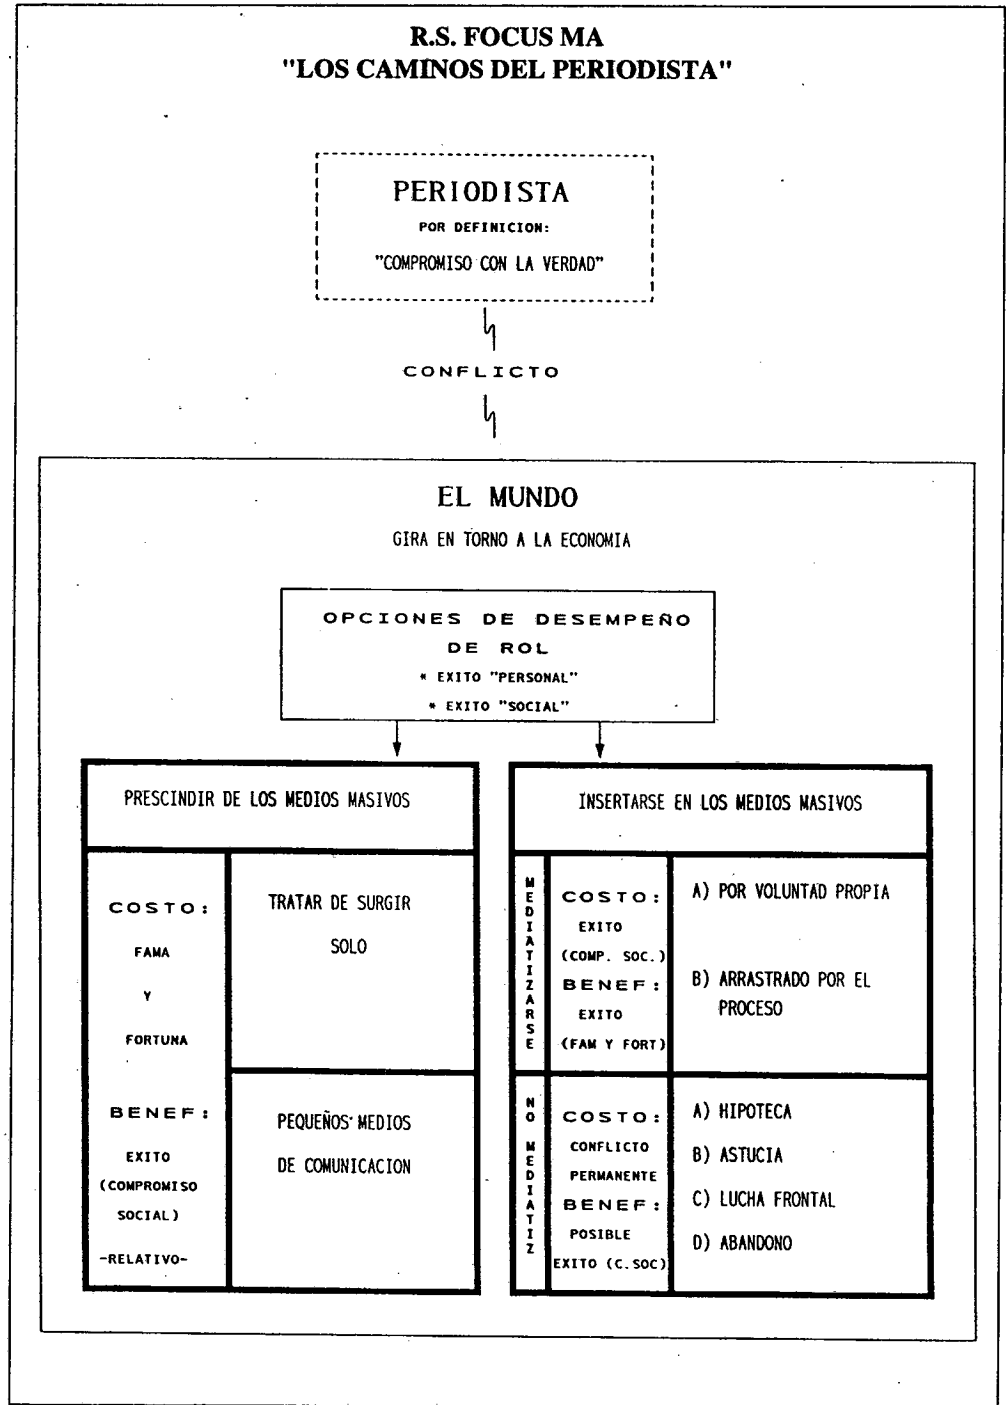 R.S. FOCUS MA
"LOS CAMINOS DEL PERIODISTA"
PERIODISTA
POR DEFINICION:
"COMPROMISO CON LA VERDAD"
CONFLICTO
EL MUNDO
GIRA EN TORNO A LA ECONOMIA
OPCIONES DE DESEMPEÑO
DE ROL
* EXITO "PERSONAL"
* EXITO "SOCIAL"
PRESCINDIR DE LOS MEDIOS MASIVOS
COSTO:
FAMA
Y
FORTUNA
BENEF:
EXITO
(COMPROMISO
SOCIAL)
-RELATIVO-
TRATAR DE SURGIR
SOLO
PEQUEÑOS MEDIOS
DE COMUNICACION
INSERTARSE EN LOS MEDIOS MASIVOS
MEDIATIZARSE
COSTO:
EXITO
(COMP. SOC.)
BENEF:
EXITO
(FAM Y FORT)
A) POR VOLUNTAD PROPIA
B) ARRASTRADO POR EL
PROCESO
NO MEDIATIZ
COSTO:
CONFLICTO
PERMANENTE
BENEF:
POSIBLE
EXITO (C.SOC)
A) HIPOTECA
B) ASTUCIA
C) LUCHA FRONTAL
D) ABANDONO